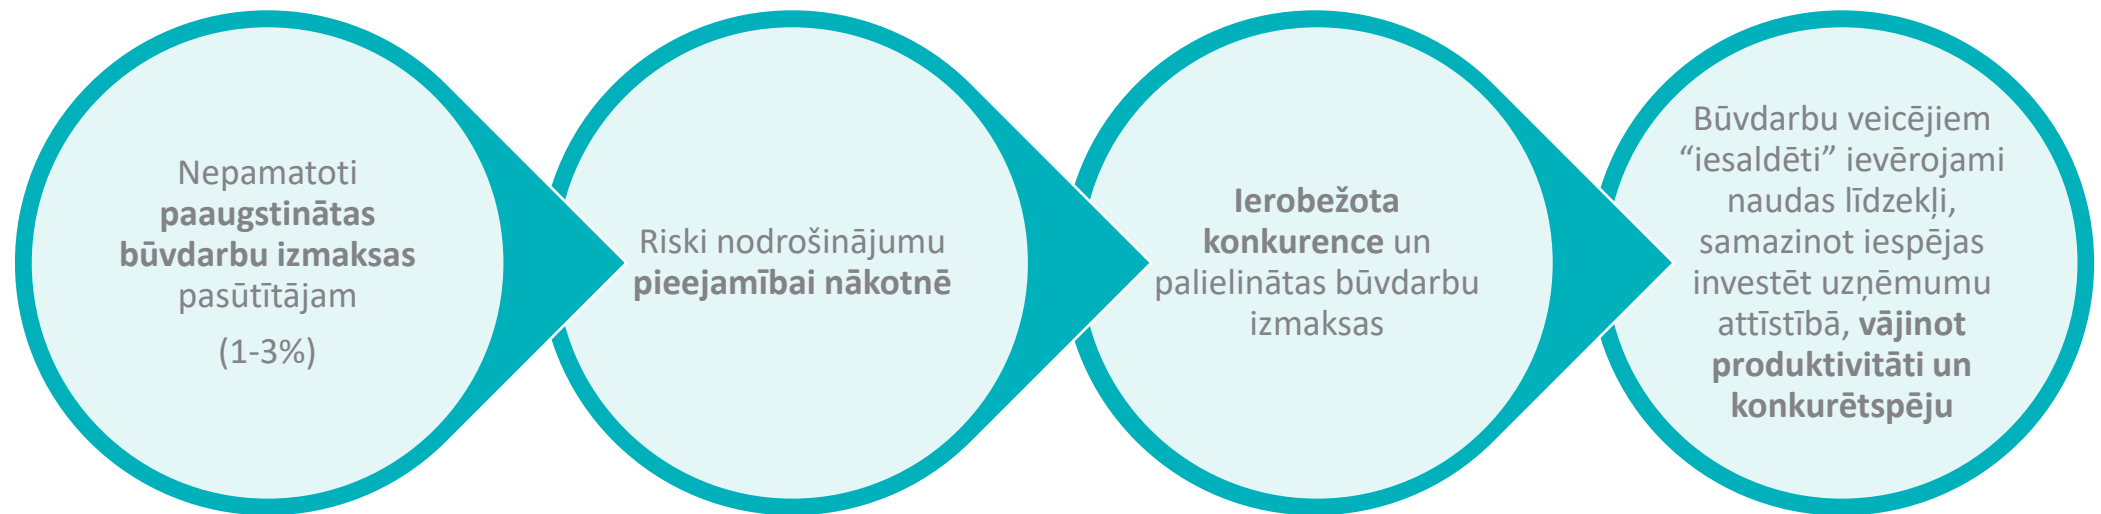 Nepamatoti
paaugstinātas
būvdarbu izmaksas
pasūtītājam
(1-3%)
Riski nodrošinājumu
pieejamībai nākotnē
Ierobežota
konkurence un
palielinātas būvdarbu
izmaksas
Būvdarbu veicējiem
“iesaldēti” ievērojami
naudas līdzekļi,
samazinot iespējas
investēt uzņēmumu
attīstībā, vājinot
produktivitāti un
konkurētspēju